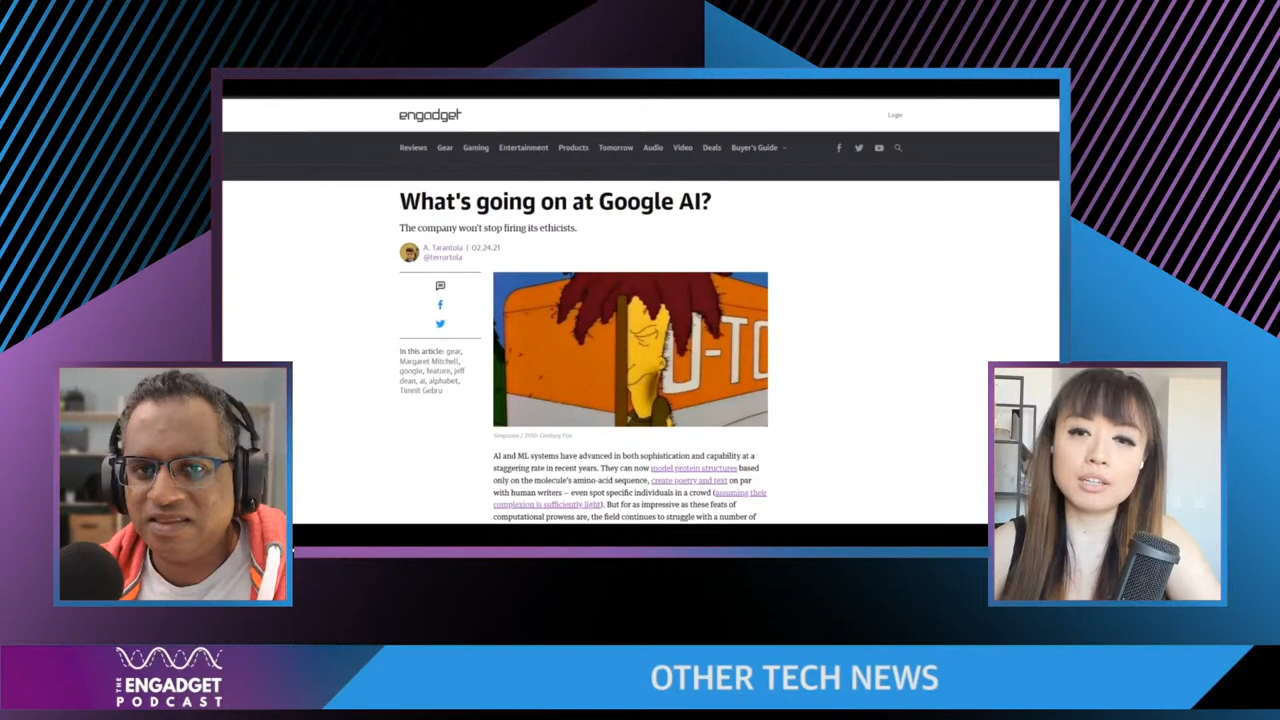 engadget
Login
Reviews Gear Gaming Entertainment Products Tomorrow Audio Video Deals Buyer's Guide
What's going on at Google AI?
The company won't stop firing its ethicists.
A. Tarantola | 02.24.21
@terrortola
U-TO
In this article: gear,
Margaret Mitchell,
google, feature, jeff
dean, ai, alphabet,
Timnit Gebru
Simpsons / 20th Century Fox
AI and ML systems have advanced in both sophistication and capability at a
staggering rate in recent years. They can now model protein structures based
only on the molecule's amino-acid sequence, create poetry and text on par
with human writers — even spot specific individuals in a crowd (assuming their
complexion is sufficiently light). But for as impressive as these feats of
computational prowess are, the field continues to struggle with a number of
THE ENGADGET
PODCAST
OTHER TECH NEWS